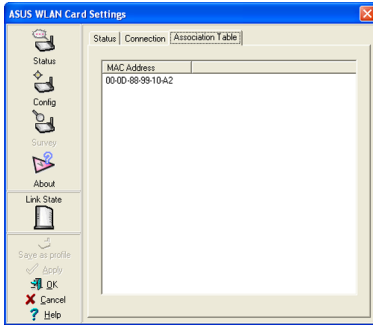 ASUS WLAN Card Settings
Status Connection Association Table
MAC Address
00-0D-88-99-10-A2
Status
Config
Survey
About
Link State
Save as profile
Apply
OK
Cancel
Help